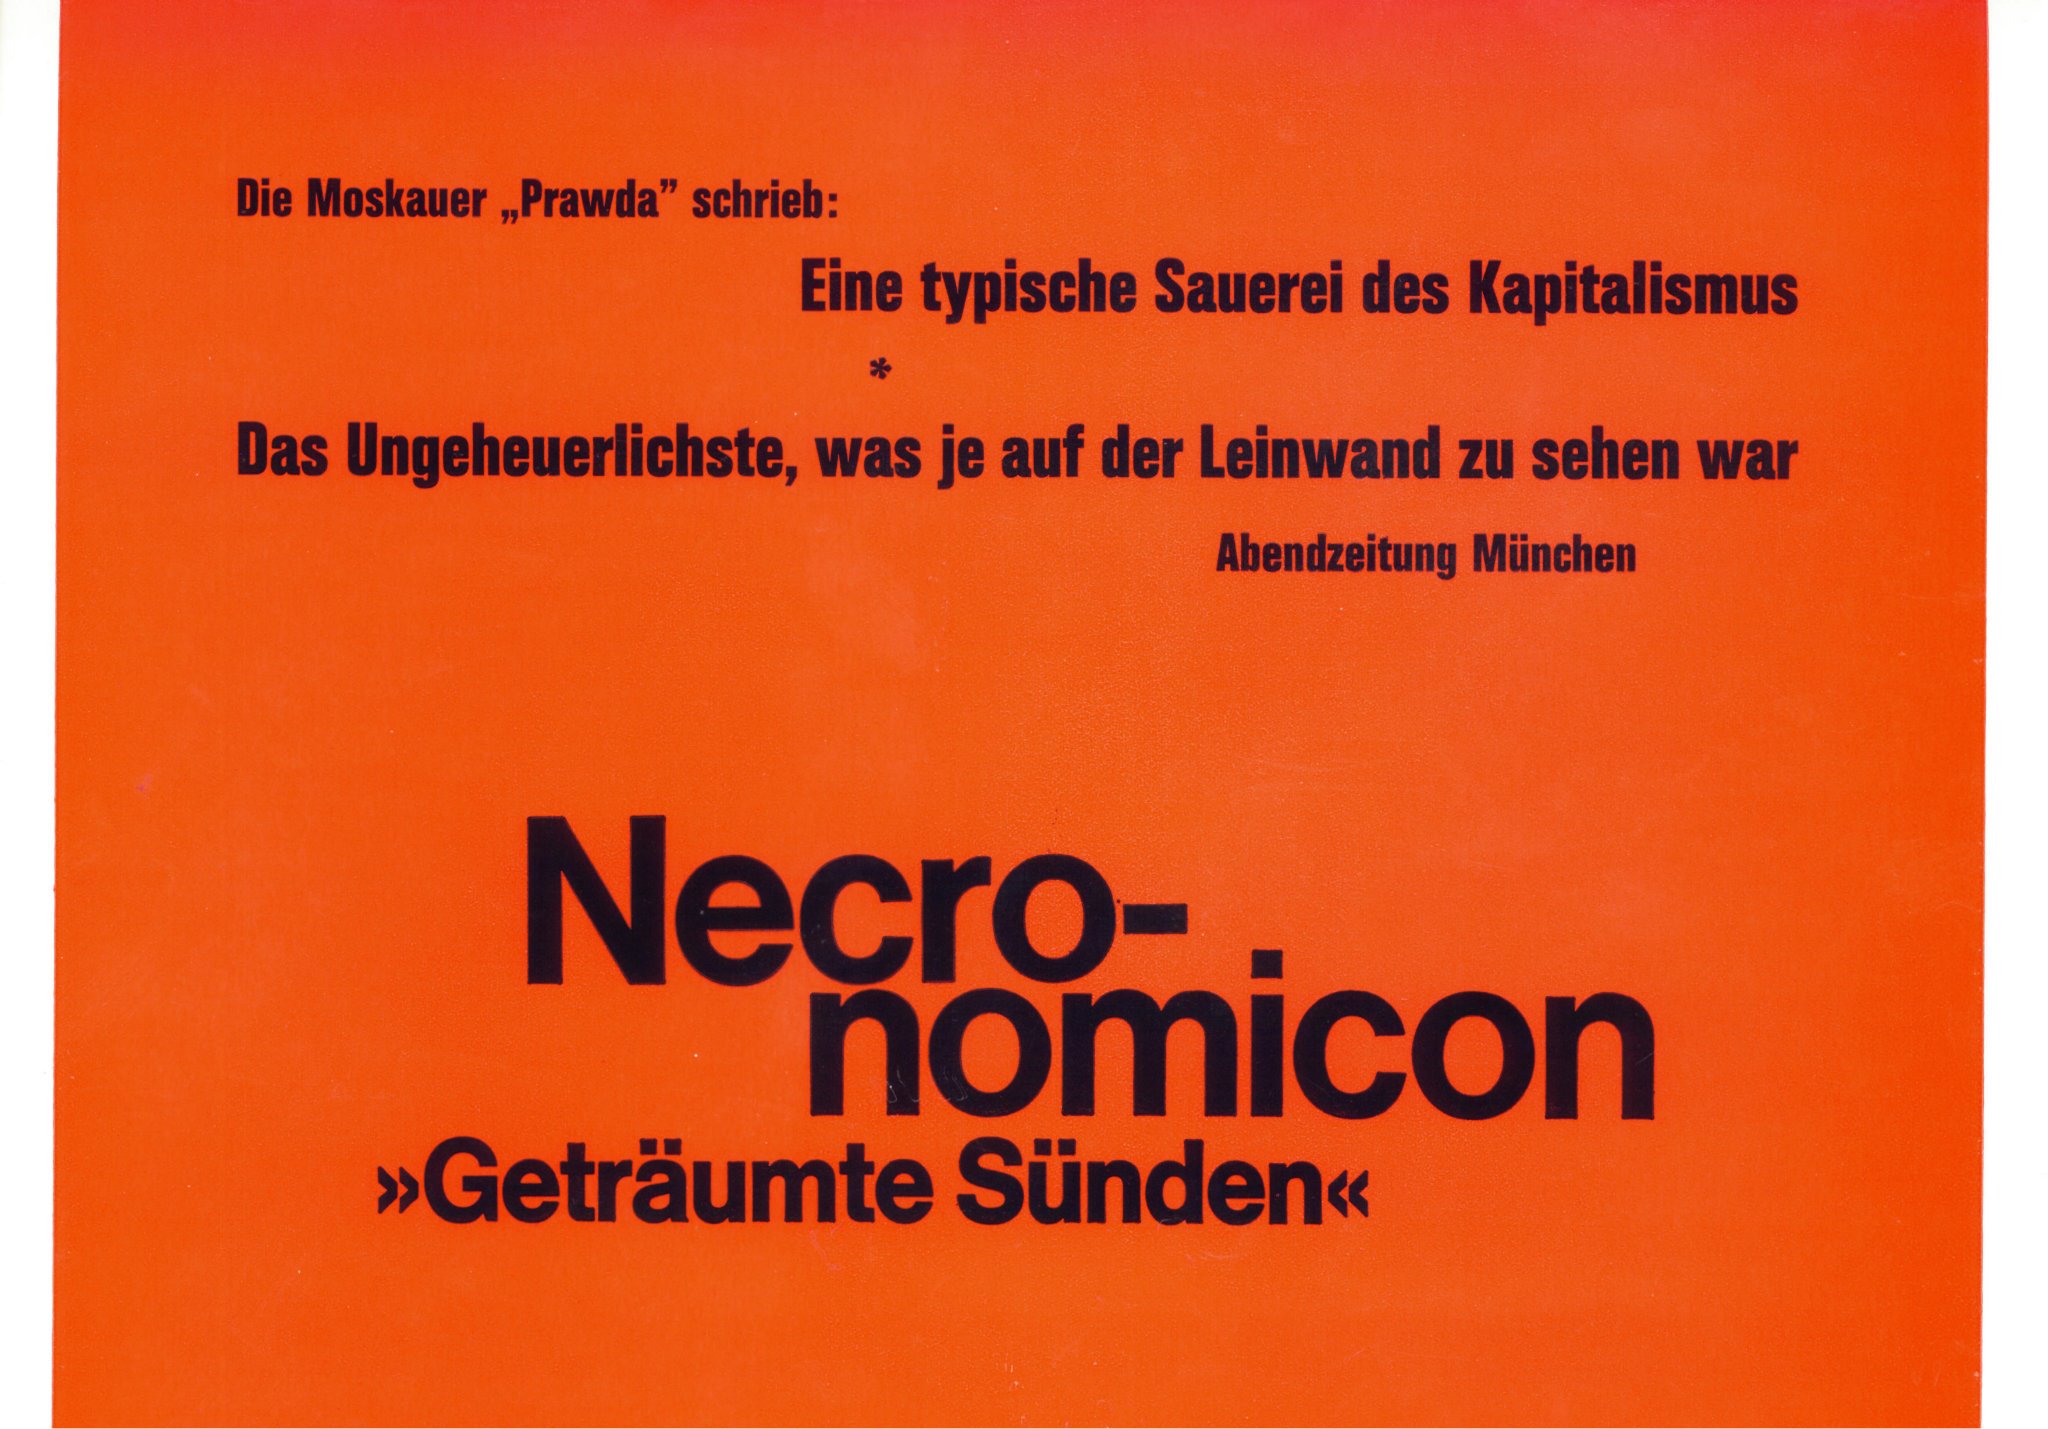 Die Moskauer „Prawda” schrieb:
Eine typische Sauerei des Kapitalismus
*
Das Ungeheuerlichste, was je auf der Leinwand zu sehen war
Abendzeitung München
Necro-
nomicon
»Geträumte Sünden«